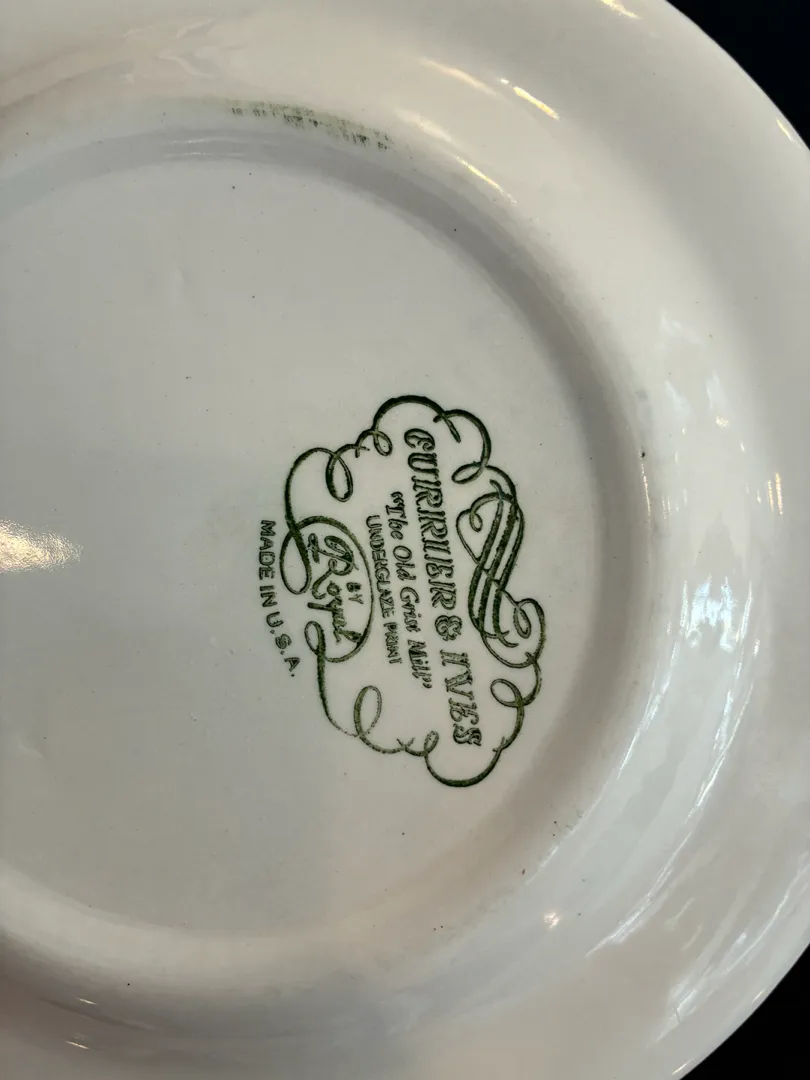 CURRIER & IVES
"The Old Grist Mill"
UNDERGLAZE PRINT
BY
Royal
MADE IN U.S.A.